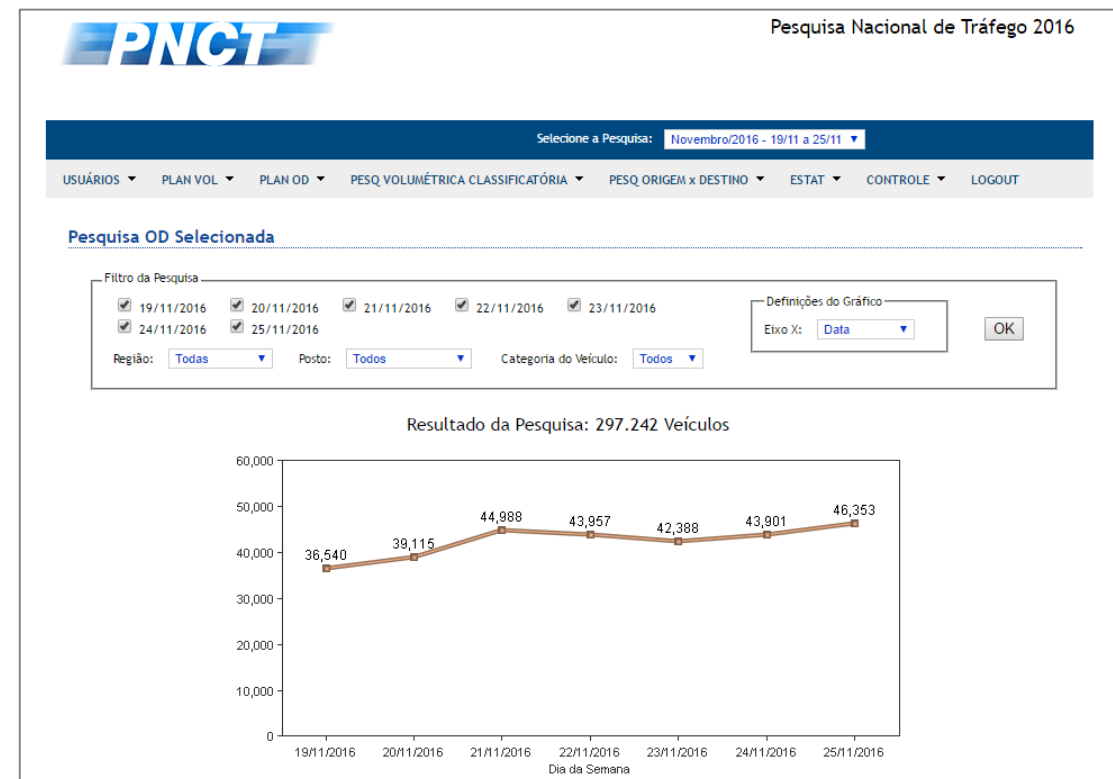 PNCT
Pesquisa Nacional de Tráfego 2016
Selecione a Pesquisa: Novembro/2016 - 19/11 a 25/11
USUÁRIOS PLAN VOL PLAN OD PESQ VOLUMÉTRICA CLASSIFICATÓRIA PESQ ORIGEM x DESTINO ESTAT CONTROLE LOGOUT
Pesquisa OD Selecionada
Filtro da Pesquisa
19/11/2016 20/11/2016 21/11/2016 22/11/2016 23/11/2016
24/11/2016 25/11/2016
Região: Todas Posto: Todos Categoria do Veículo: Todos
Definições do Gráfico
Eixo X: Data
OK
Resultado da Pesquisa: 297.242 Veículos
60,000
50,000
40,000
30,000
20,000
10,000
0
36,540 39,115 44,988 43,957 42,388 43,901 46,353
19/11/2016 20/11/2016 21/11/2016 22/11/2016 23/11/2016 24/11/2016 25/11/2016
Dia da Semana